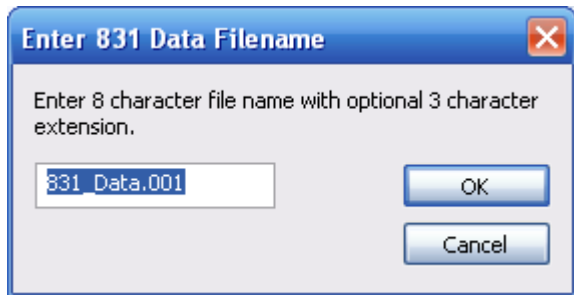 Enter 831 Data Filename
Enter 8 character file name with optional 3 character
extension.
831_Data.001
OK
Cancel